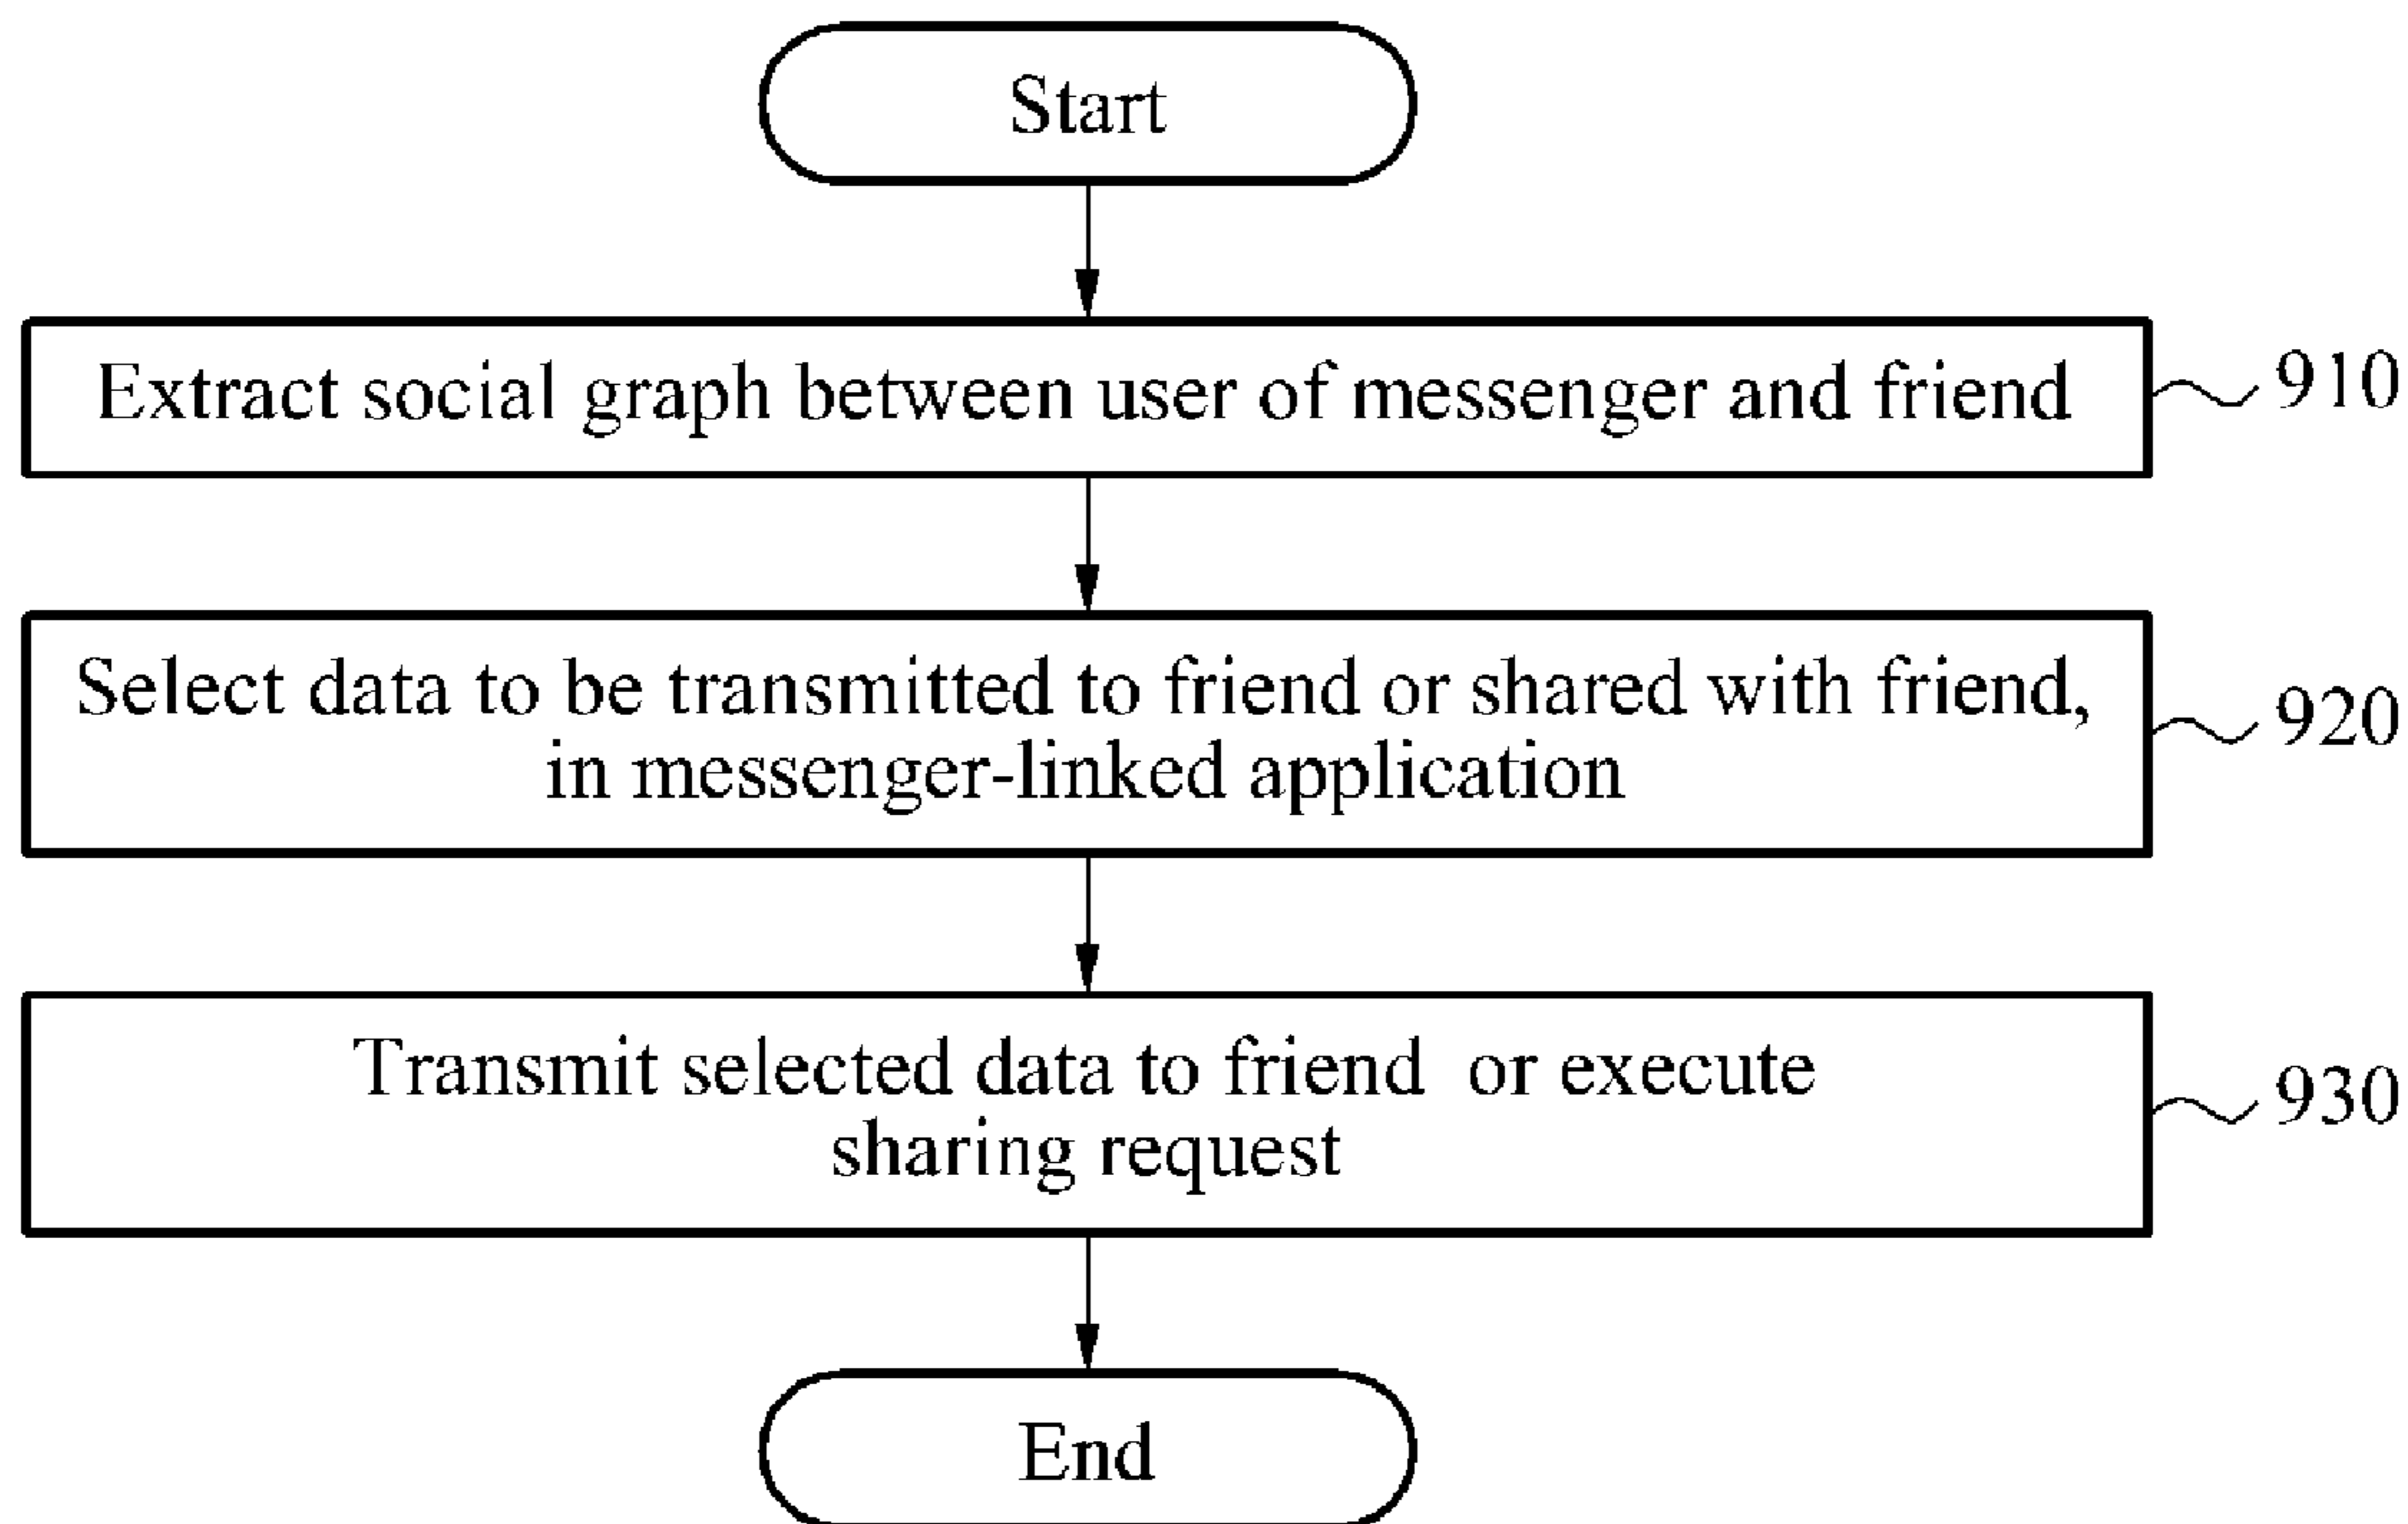 Start
Extract social graph between user of messenger and friend
910
Select data to be transmitted to friend or shared with friend,
in messenger-linked application
920
Transmit selected data to friend or execute
sharing request
930
End